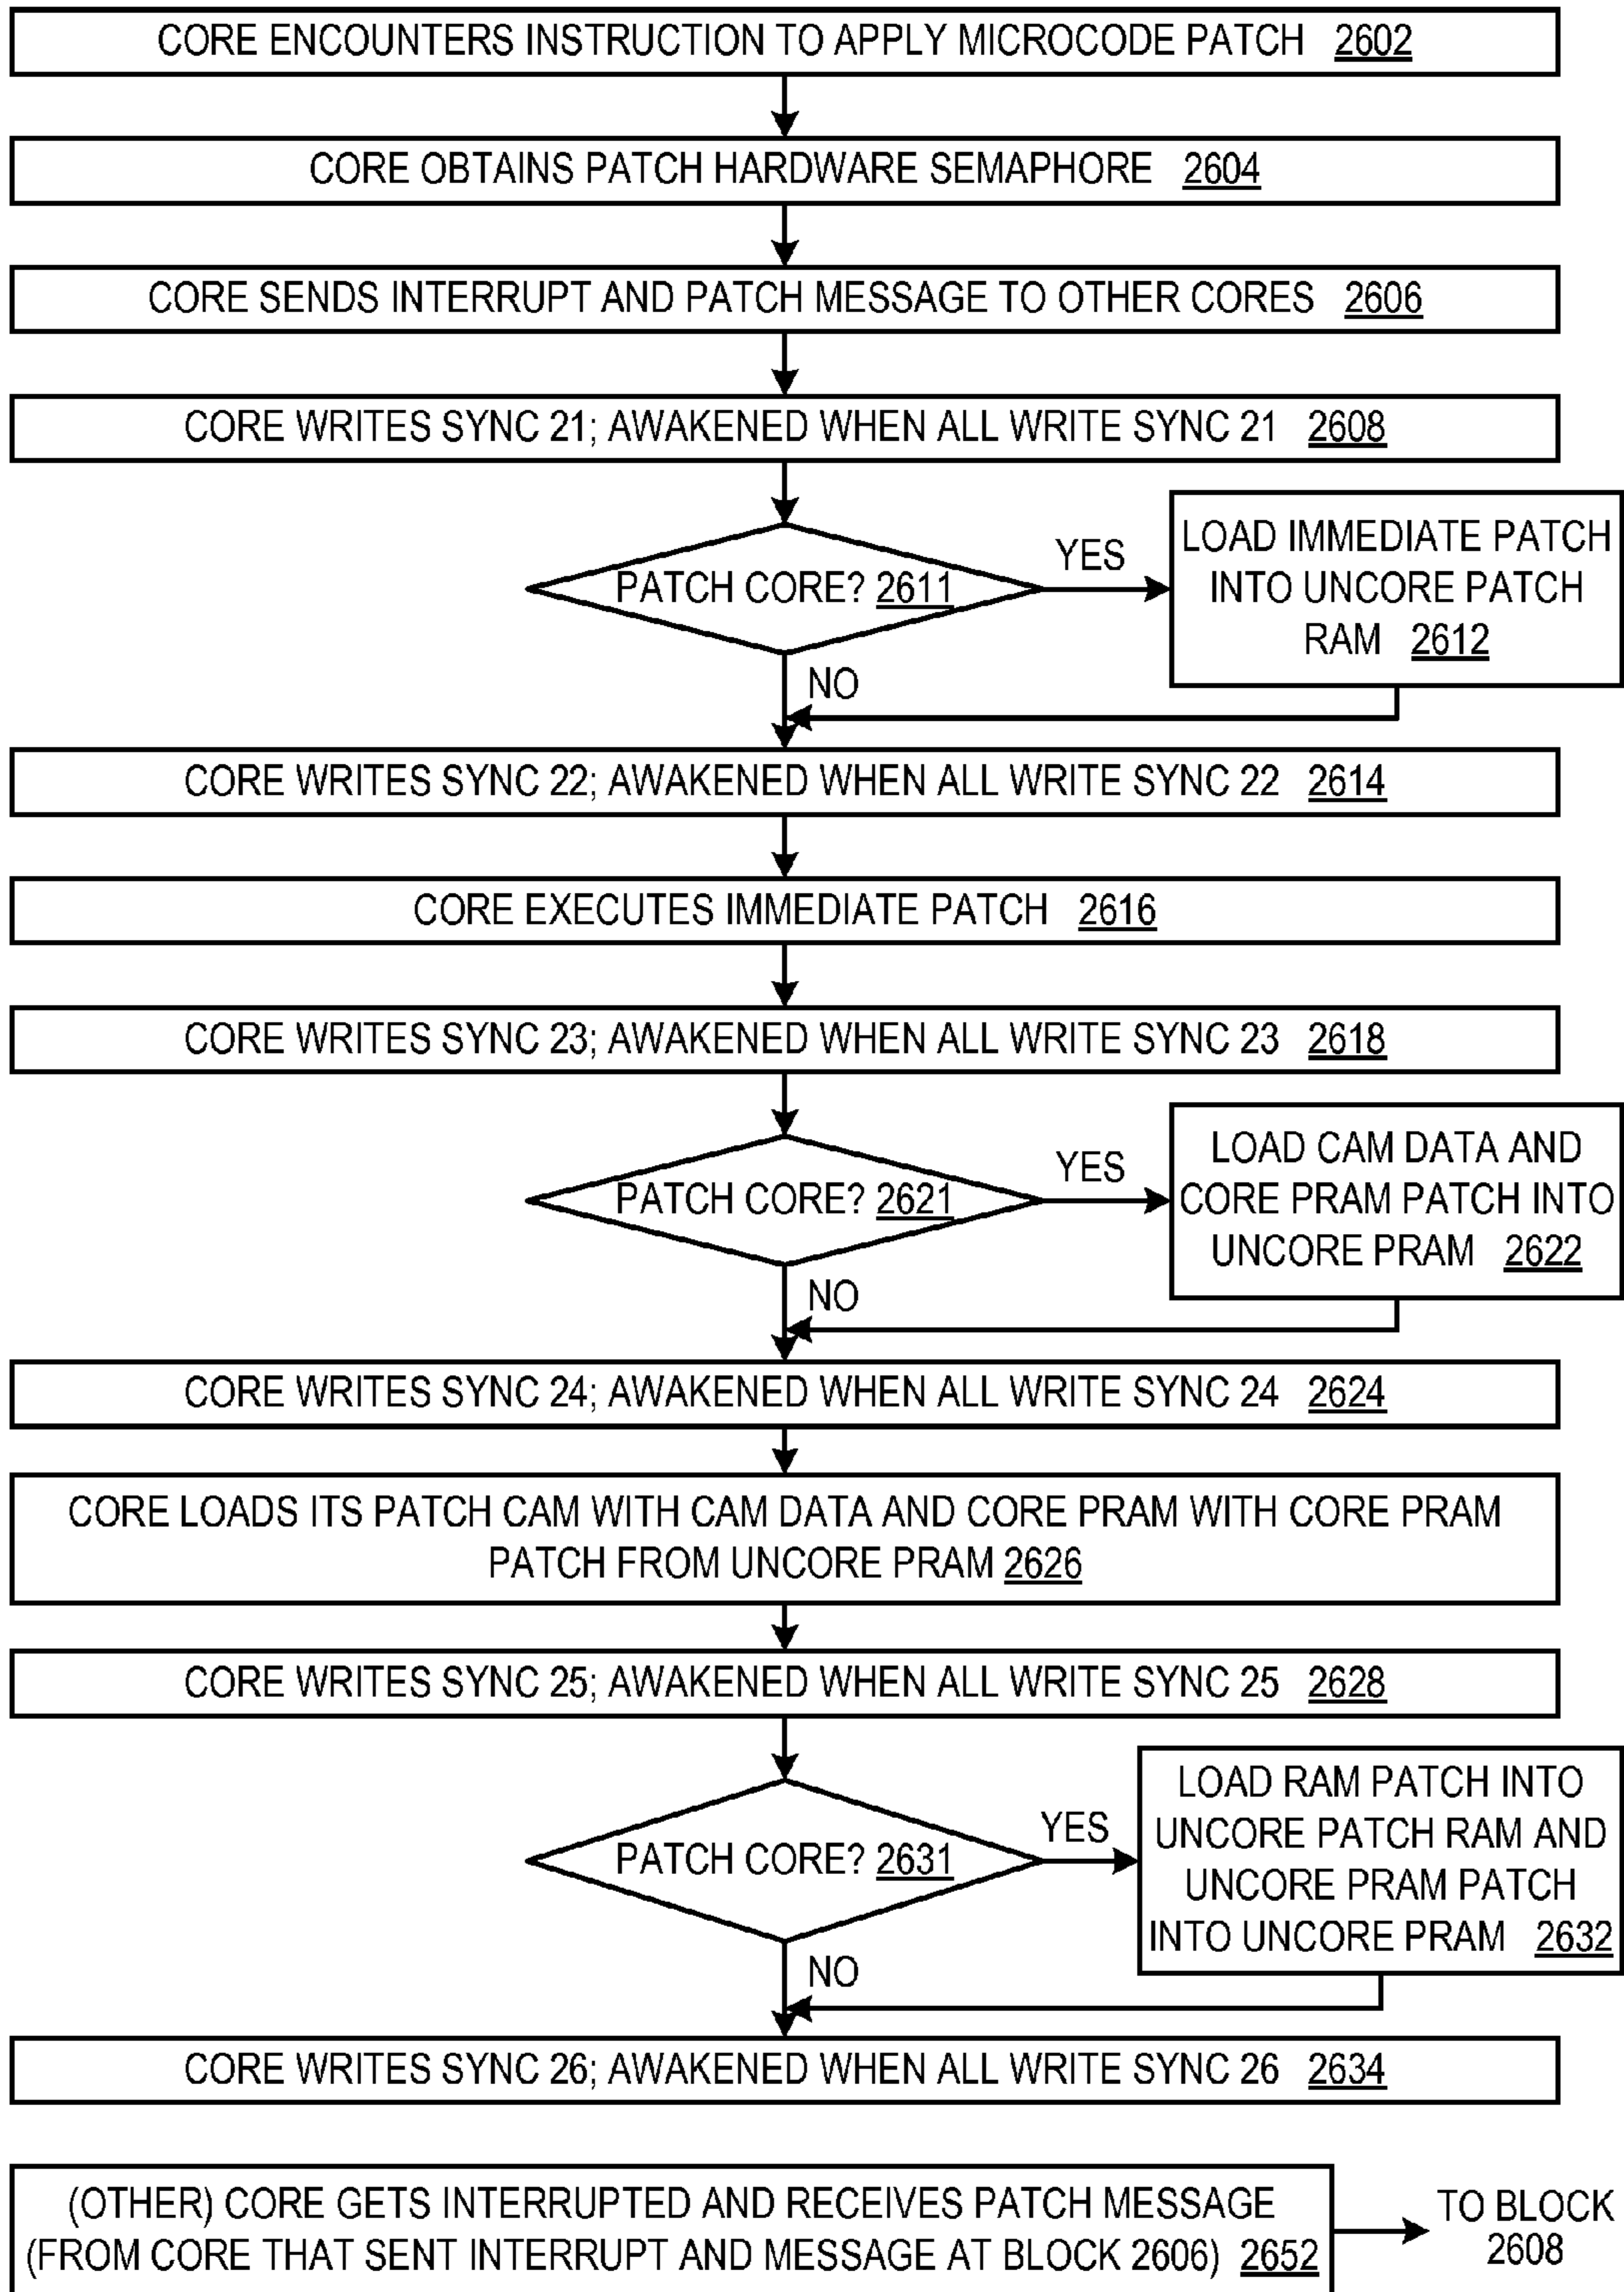 CORE ENCOUNTERS INSTRUCTION TO APPLY MICROCODE PATCH 2602
CORE OBTAINS PATCH HARDWARE SEMAPHORE 2604
CORE SENDS INTERRUPT AND PATCH MESSAGE TO OTHER CORES 2606
CORE WRITES SYNC 21; AWAKENED WHEN ALL WRITE SYNC 21 2608
PATCH CORE? 2611
YES
LOAD IMMEDIATE PATCH
INTO UNCORE PATCH
RAM 2612
NO
CORE WRITES SYNC 22; AWAKENED WHEN ALL WRITE SYNC 22 2614
CORE EXECUTES IMMEDIATE PATCH 2616
CORE WRITES SYNC 23; AWAKENED WHEN ALL WRITE SYNC 23 2618
PATCH CORE? 2621
YES
LOAD CAM DATA AND
CORE PRAM PATCH INTO
UNCORE PRAM 2622
NO
CORE WRITES SYNC 24; AWAKENED WHEN ALL WRITE SYNC 24 2624
CORE LOADS ITS PATCH CAM WITH CAM DATA AND CORE PRAM WITH CORE PRAM
PATCH FROM UNCORE PRAM 2626
CORE WRITES SYNC 25; AWAKENED WHEN ALL WRITE SYNC 25 2628
PATCH CORE? 2631
YES
LOAD RAM PATCH INTO
UNCORE PATCH RAM AND
UNCORE PRAM PATCH
INTO UNCORE PRAM 2632
NO
CORE WRITES SYNC 26; AWAKENED WHEN ALL WRITE SYNC 26 2634
(OTHER) CORE GETS INTERRUPTED AND RECEIVES PATCH MESSAGE
(FROM CORE THAT SENT INTERRUPT AND MESSAGE AT BLOCK 2606) 2652
TO BLOCK
2608